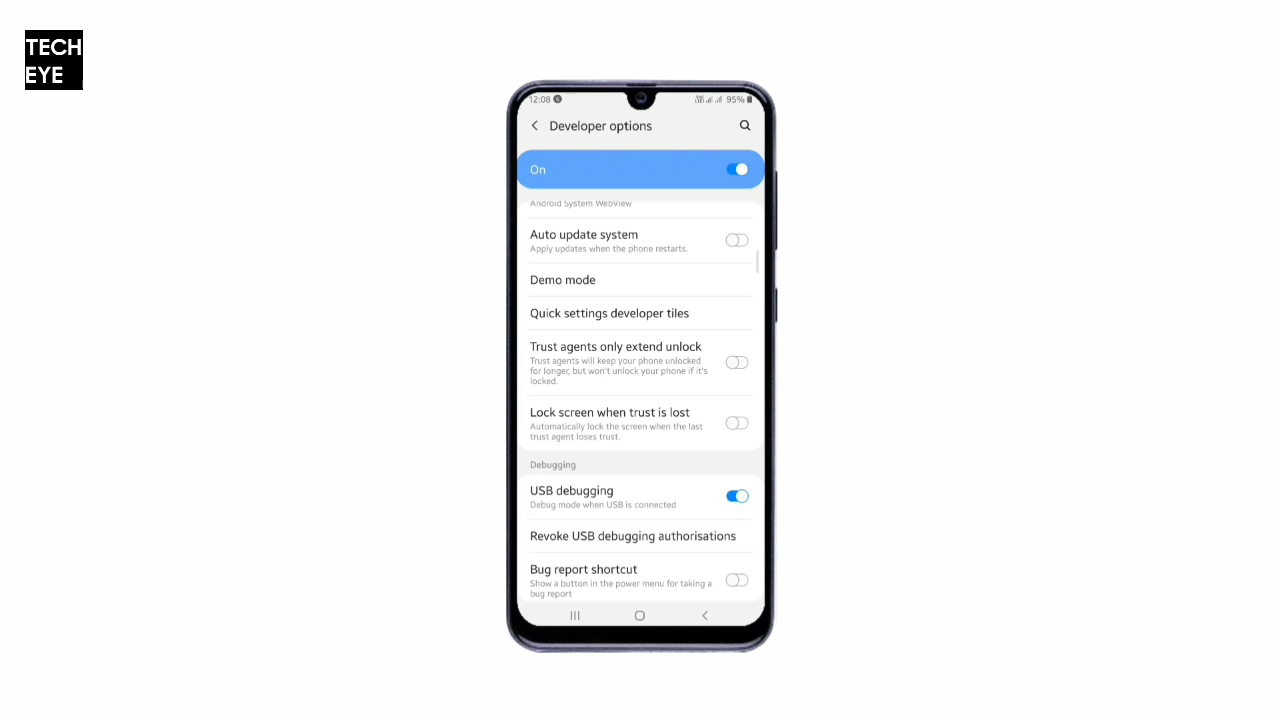 TECH
EYE
12:08
95%
Developer options
On
Android System WebView
Auto update system
Apply updates when the phone restarts.
Demo mode
Quick settings developer tiles
Trust agents only extend unlock
Trust agents will keep your phone unlocked
for longer, but won't unlock your phone if it's
locked.
Lock screen when trust is lost
Automatically lock the screen when the last
trust agent loses trust.
Debugging
USB debugging
Debug mode when USB is connected
Revoke USB debugging authorisations
Bug report shortcut
Show a button in the power menu for taking a
bug report